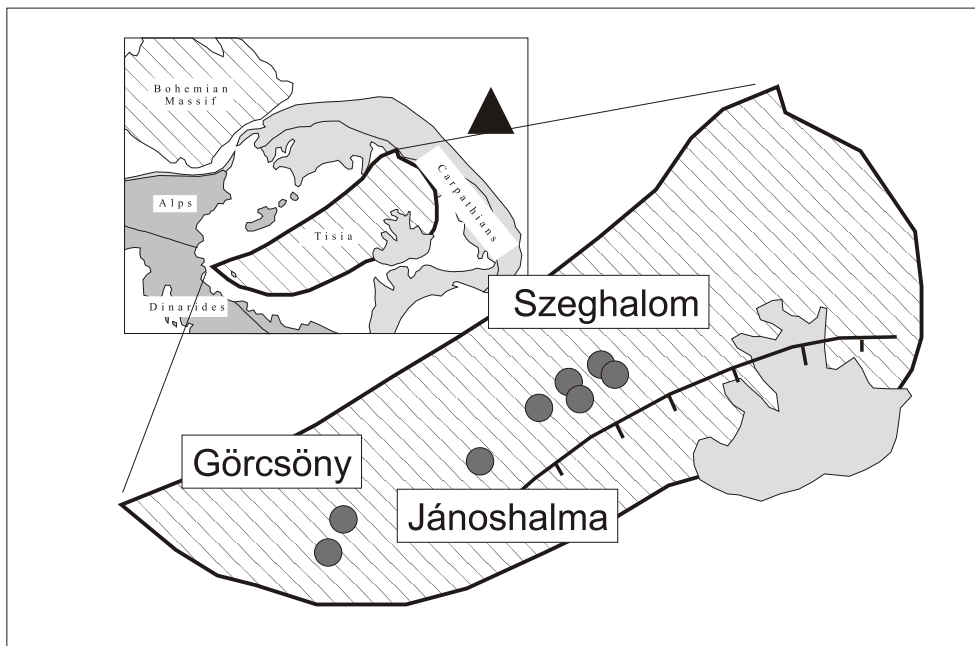 Bohemian
Massif
Alps
Carpathians
Tisia
Dinarides
Szeghalom
Görcsöny
Jánoshalma